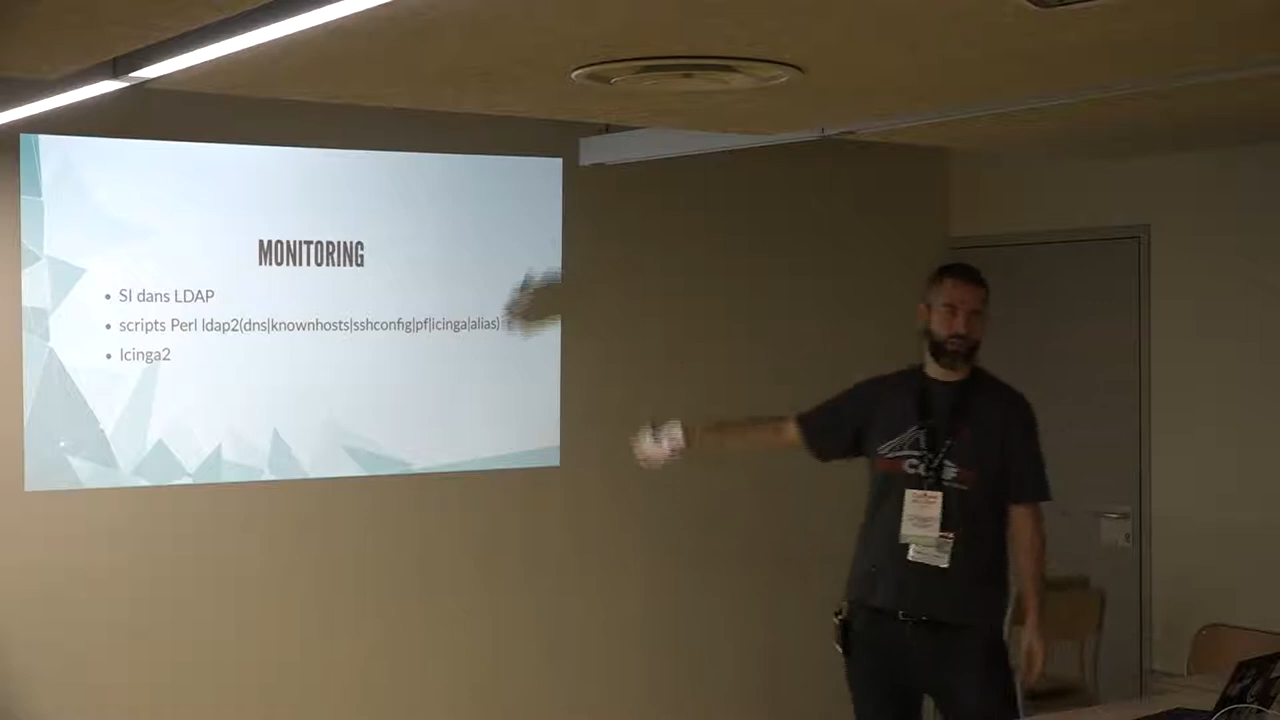 MONITORING
• SI dans LDAP
• scripts Perl ldap2(dns|knownhosts|sshconfig|pf|icinga|alias)
• Icinga2